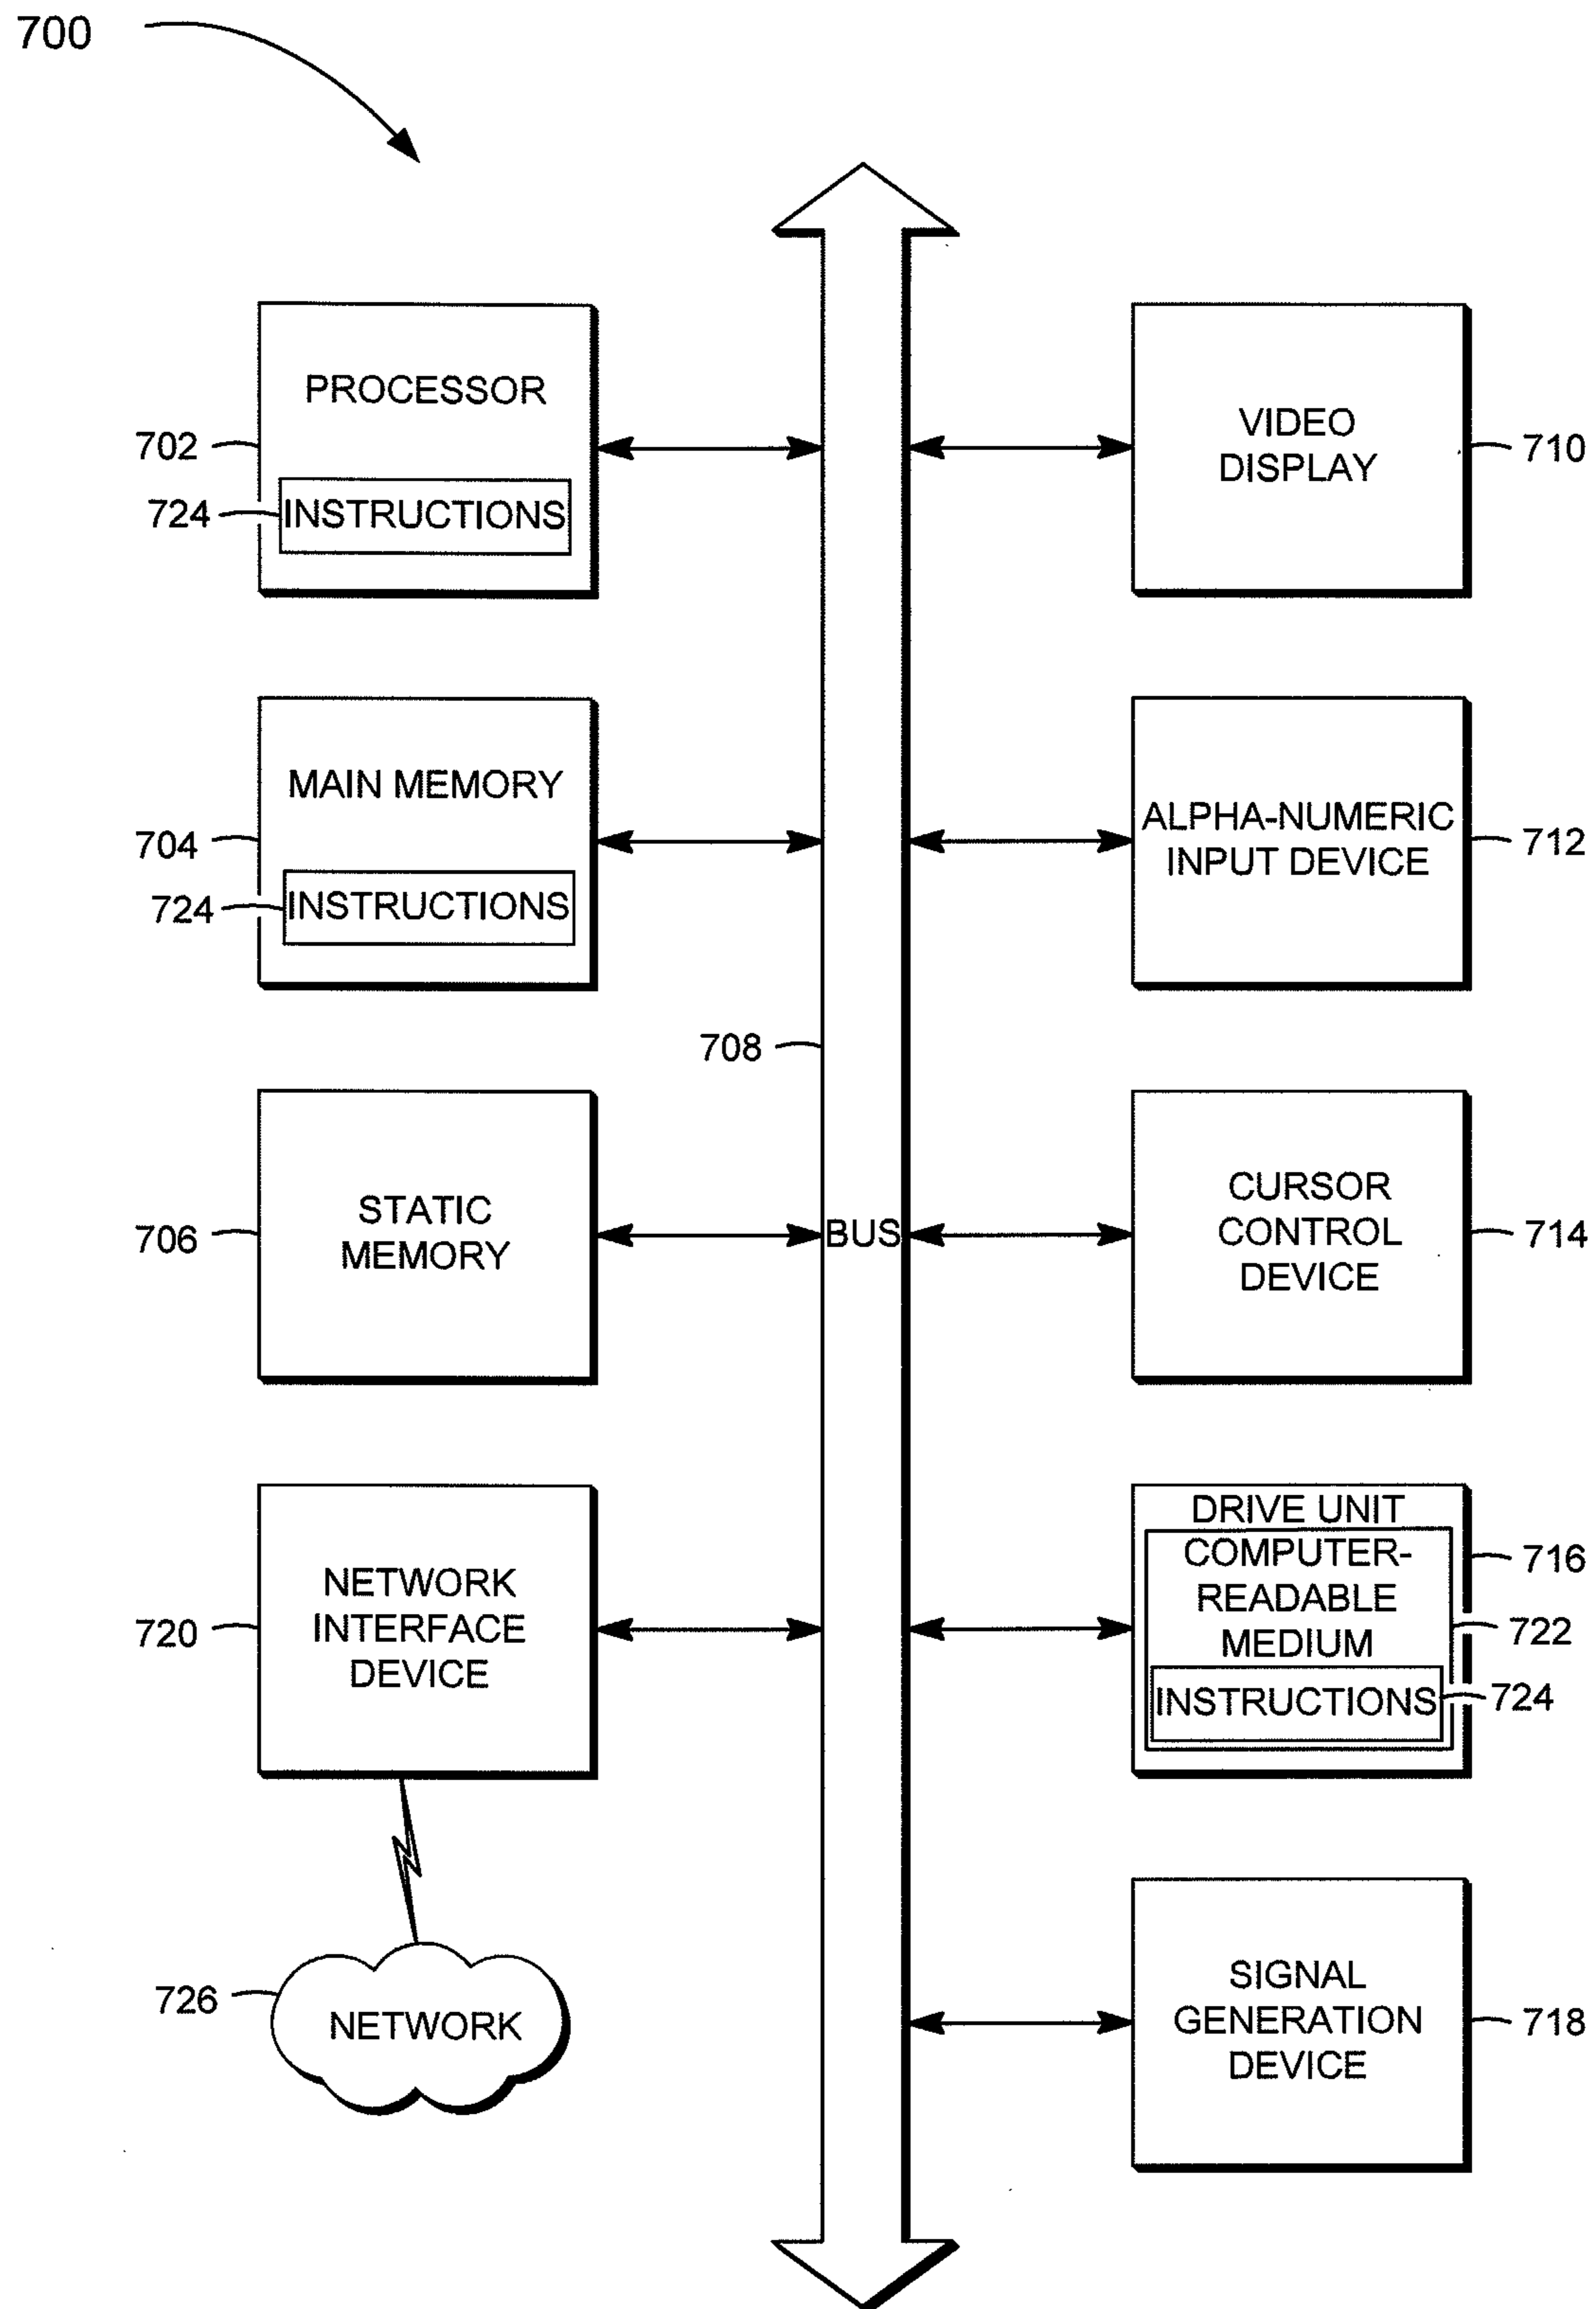 700
PROCESSOR
702
724
INSTRUCTIONS
MAIN MEMORY
704
724
INSTRUCTIONS
708
STATIC
MEMORY
706
BUS
NETWORK
INTERFACE
DEVICE
720
726
NETWORK
VIDEO
DISPLAY
710
ALPHA-NUMERIC
INPUT DEVICE
712
CURSOR
CONTROL
DEVICE
714
DRIVE UNIT
716
COMPUTER-
READABLE
MEDIUM
722
INSTRUCTIONS
724
SIGNAL
GENERATION
DEVICE
718